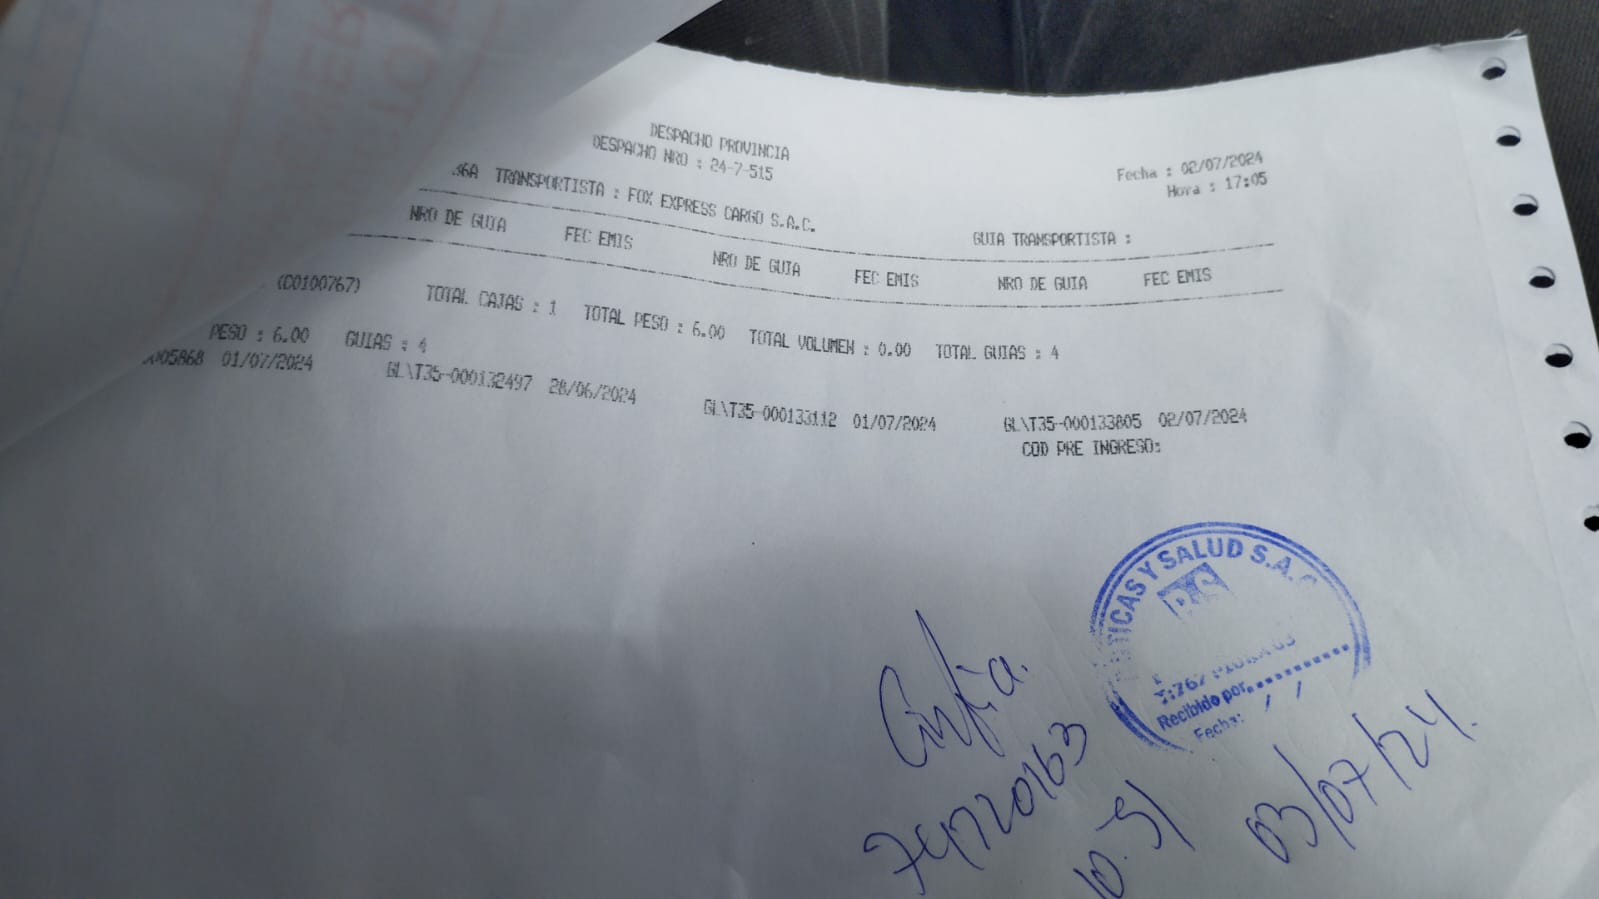 DESPACHO PROVINCIA
DESPACHO NRO : 24-7-515
Fecha : 02/07/2024
Hora : 17:05
36A TRANSPORTISTA : FOX EXPRESS CARGO S.A.C.
GUIA TRANSPORTISTA :
NRO DE GUIA FEC EMIS NRO DE GUIA FEC EMIS NRO DE GUIA FEC EMIS
(C0100767) TOTAL CAJAS : 1 TOTAL PESO : 6.00 TOTAL VOLUMEN : 0.00 TOTAL GUIAS : 4
PESO : 6.00 GUIAS : 4
005868 01/07/2024 GL\T35-000132497 28/06/2024 GL\T35-000133112 01/07/2024 GL\T35-000133805 02/07/2024
COD PRE INGRESO:
TICAS Y SALUD S.A.C
Recibido por
Fecha: / /
74720163
10:51
03/07/24.